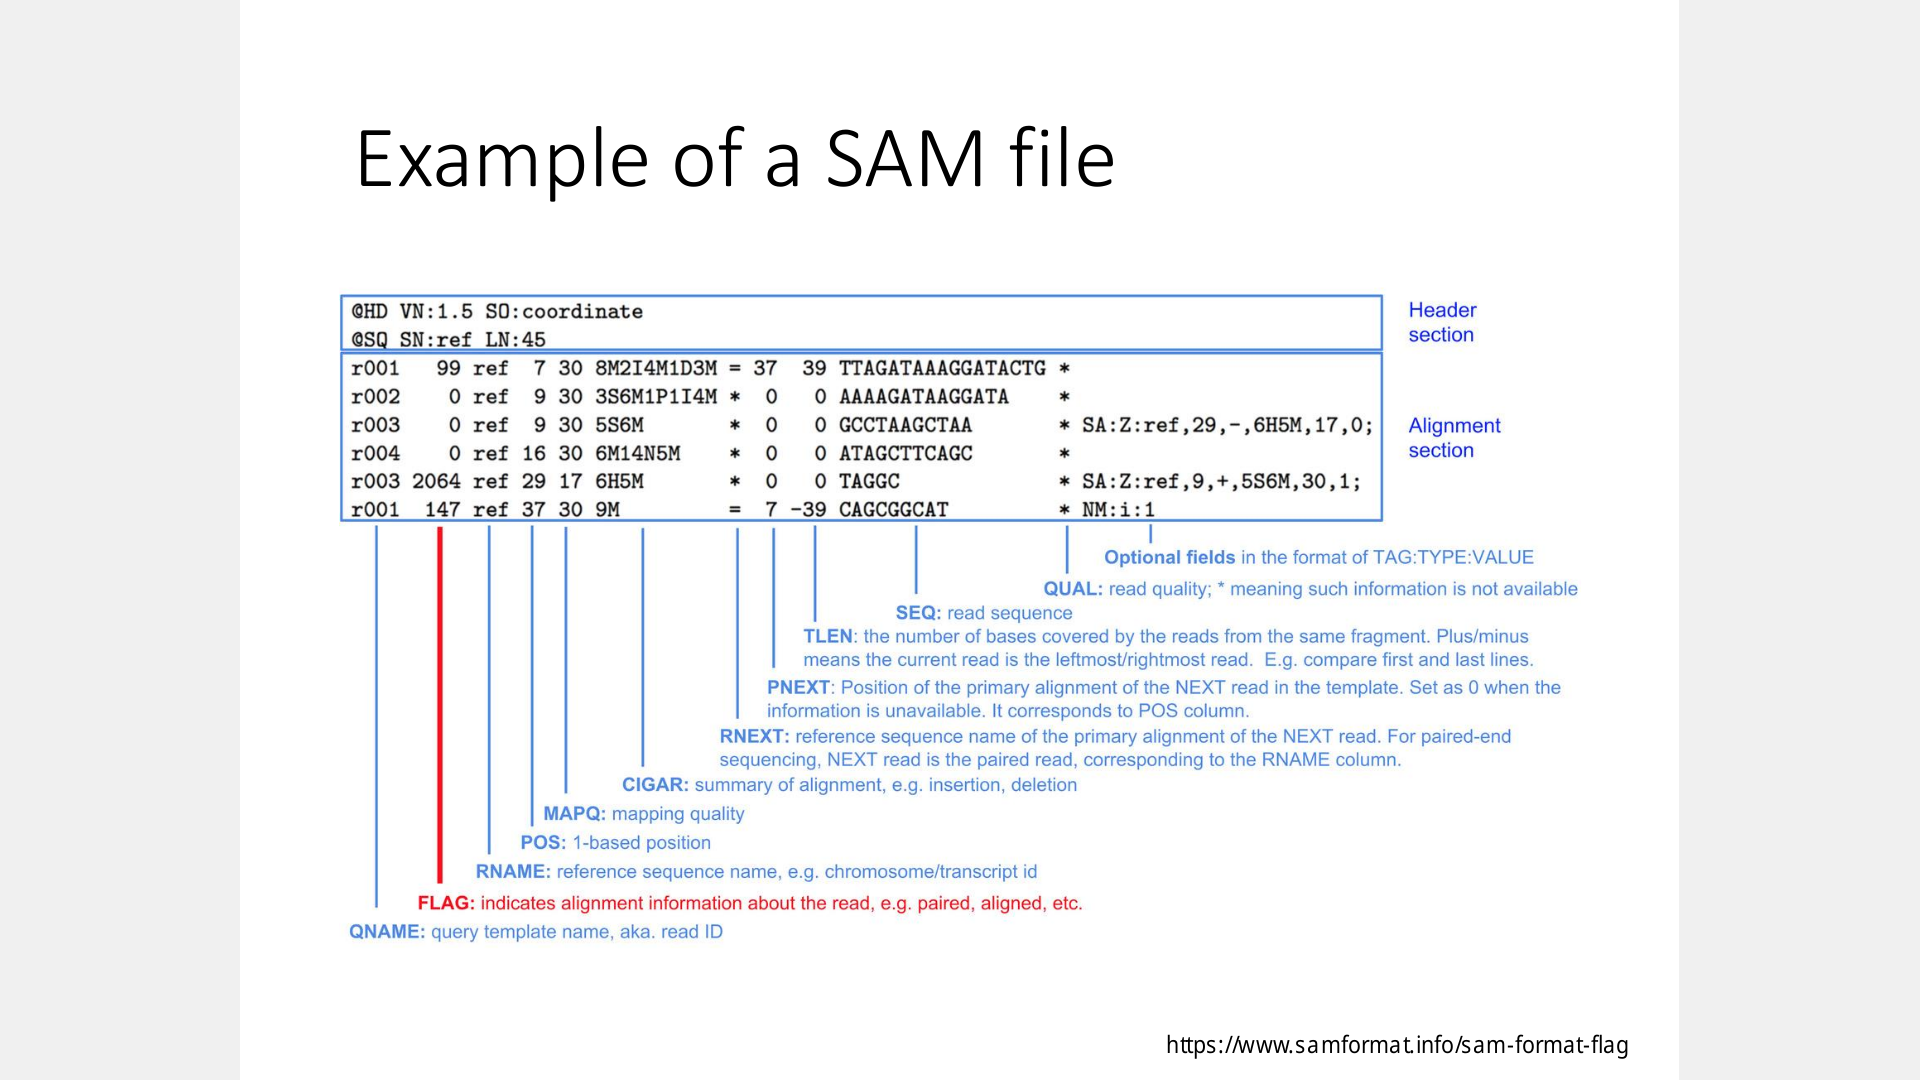 Example of a SAM file
@HD VN:1.5 SO:coordinate
@SQ SN:ref LN:45
Header
section
r001 99 ref 7 30 8M2I4M1D3M = 37 39 TTAGATAAAGGATACTG *
r002 0 ref 9 30 3S6M1P1I4M * 0 0 AAAAGATAAGGATA *
r003 0 ref 9 30 5S6M * 0 0 GCCTAAGCTAA * SA:Z:ref,29,-,6H5M,17,0;
r004 0 ref 16 30 6M14N5M * 0 0 ATAGCTTCAGC *
r003 2064 ref 29 17 6H5M * 0 0 TAGGC * SA:Z:ref,9,+,5S6M,30,1;
r001 147 ref 37 30 9M = 7 -39 CAGCGGCAT * NM:i:1
Alignment
section
Optional fields in the format of TAG:TYPE:VALUE
QUAL: read quality; * meaning such information is not available
SEQ: read sequence
TLEN: the number of bases covered by the reads from the same fragment. Plus/minus
means the current read is the leftmost/rightmost read. E.g. compare first and last lines.
PNEXT: Position of the primary alignment of the NEXT read in the template. Set as 0 when the
information is unavailable. It corresponds to POS column.
RNEXT: reference sequence name of the primary alignment of the NEXT read. For paired-end
sequencing, NEXT read is the paired read, corresponding to the RNAME column.
CIGAR: summary of alignment, e.g. insertion, deletion
MAPQ: mapping quality
POS: 1-based position
RNAME: reference sequence name, e.g. chromosome/transcript id
FLAG: indicates alignment information about the read, e.g. paired, aligned, etc.
QNAME: query template name, aka. read ID
https://www.samformat.info/sam-format-flag